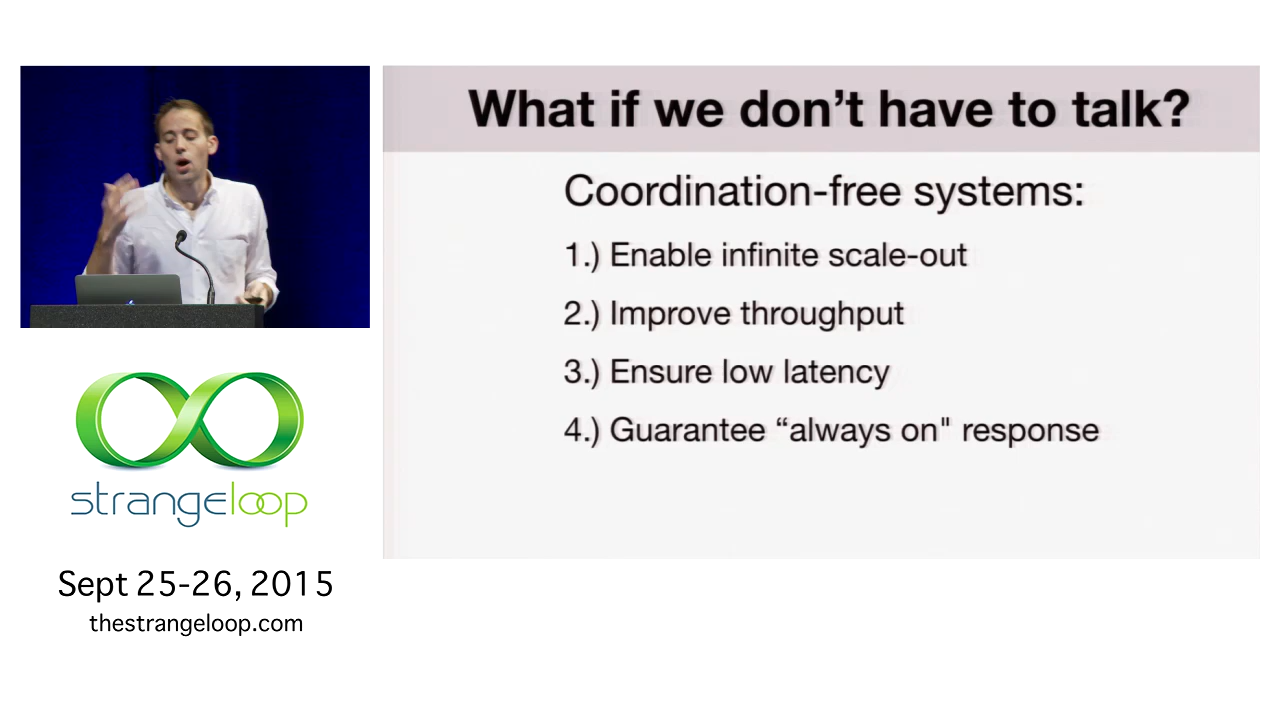 What if we don’t have to talk?
Coordination-free systems:
1.) Enable infinite scale-out
2.) Improve throughput
3.) Ensure low latency
4.) Guarantee “always on" response
strangeloop
Sept 25-26, 2015
thestrangeloop.com